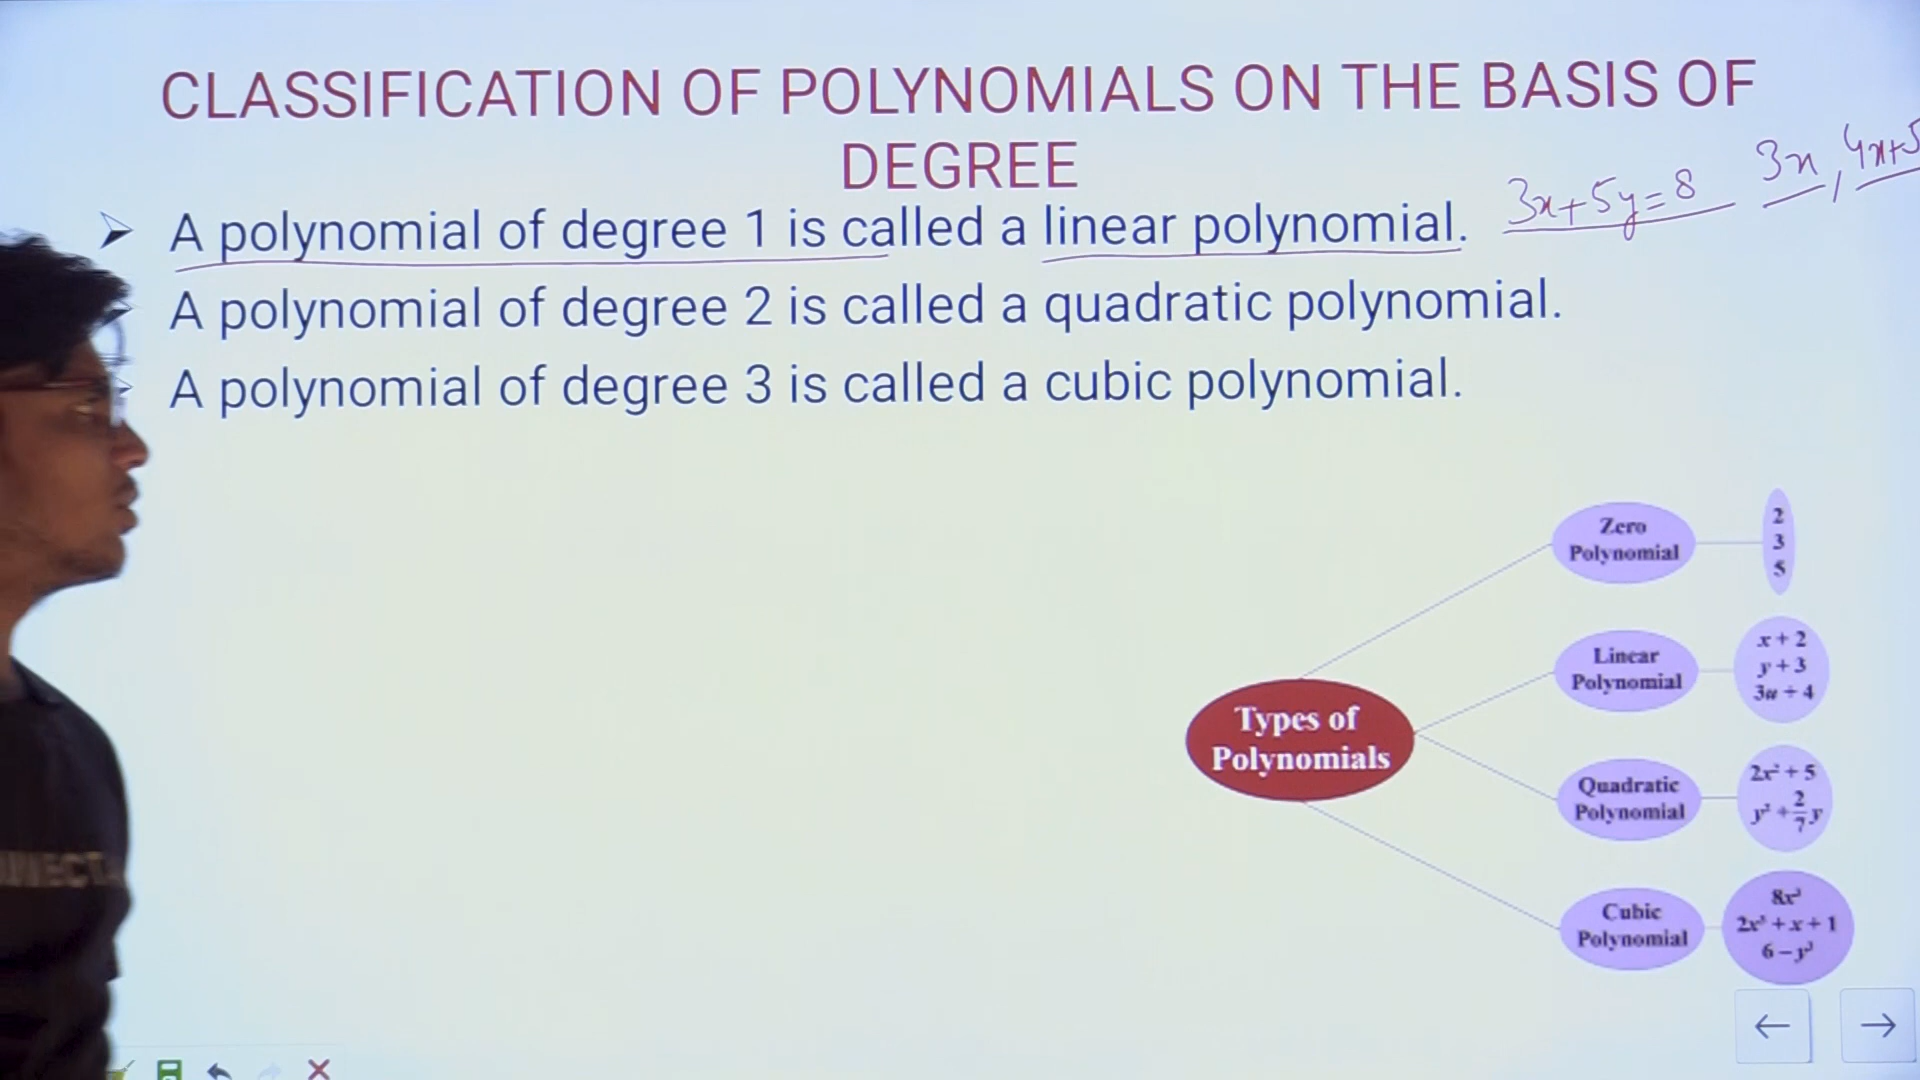 CLASSIFICATION OF POLYNOMIALS ON THE BASIS OF
DEGREE
3x+5y=8
3x, 4x+5
A polynomial of degree 1 is called a linear polynomial.
A polynomial of degree 2 is called a quadratic polynomial.
A polynomial of degree 3 is called a cubic polynomial.
Types of
Polynomials
Zero
Polynomial
2
3
5
Linear
Polynomial
x + 2
y + 3
3u + 4
Quadratic
Polynomial
2x² + 5
y² + 2/7 y
Cubic
Polynomial
8x³
2x³ + x + 1
6 – y³